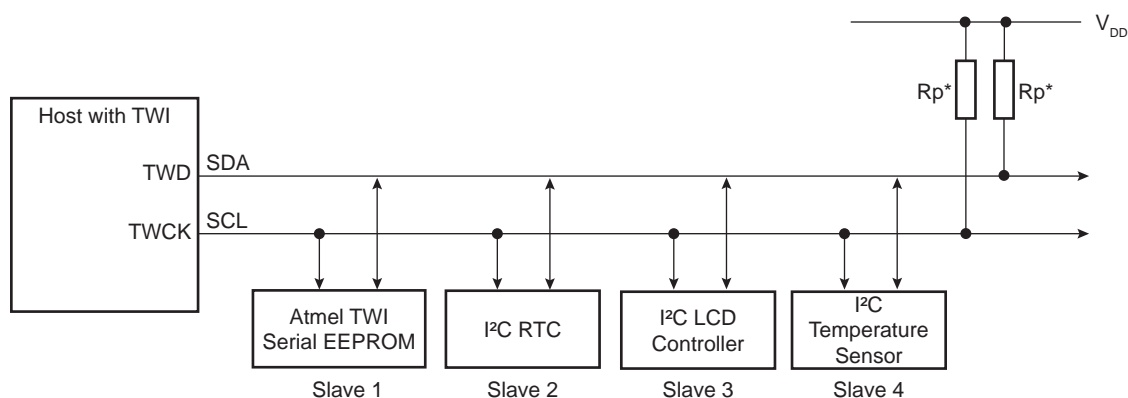 V_DD
Rp*
Rp*
Host with TWI
TWD
SDA
TWCK
SCL
Atmel TWI
Serial EEPROM
I²C RTC
I²C LCD
Controller
I²C
Temperature
Sensor
Slave 1
Slave 2
Slave 3
Slave 4